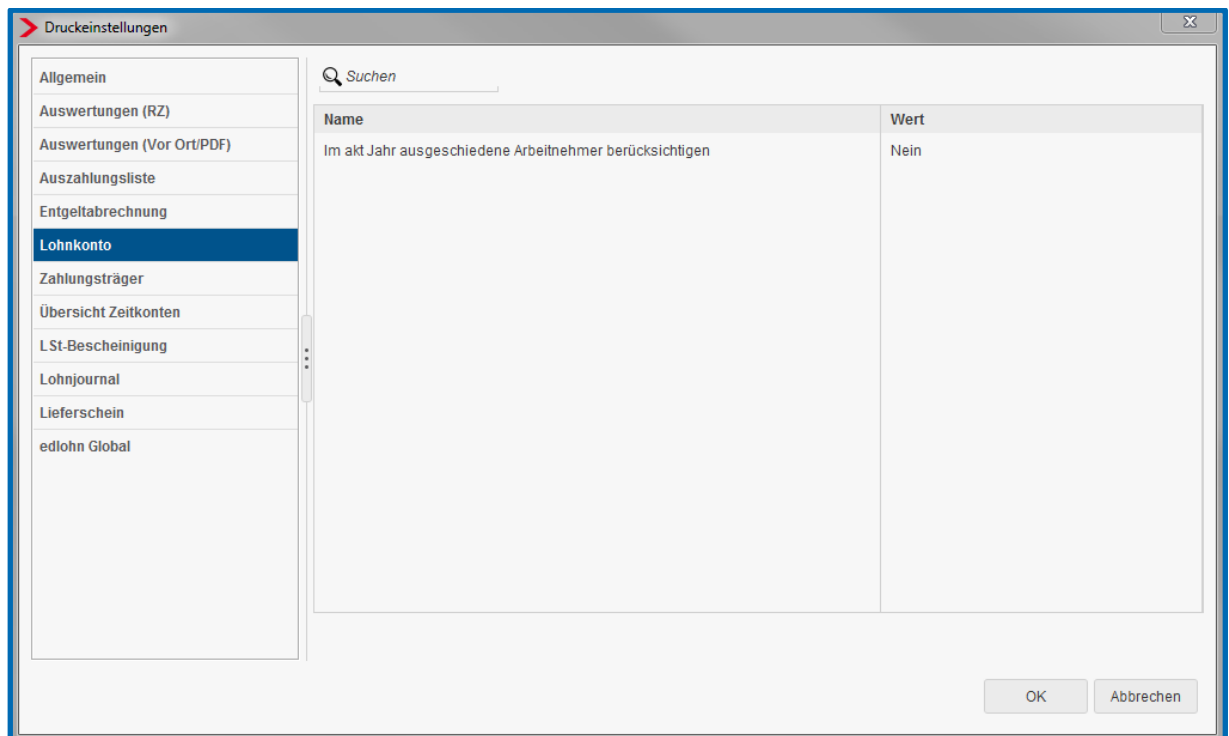 Druckeinstellungen
Allgemein
Auswertungen (RZ)
Auswertungen (Vor Ort/PDF)
Auszahlungsliste
Entgeltabrechnung
Lohnkonto
Zahlungsträger
Übersicht Zeitkonten
LSt-Bescheinigung
Lohnjournal
Lieferschein
edlohn Global
Suchen
Name Wert
Im akt Jahr ausgeschiedene Arbeitnehmer berücksichtigen Nein
OK Abbrechen